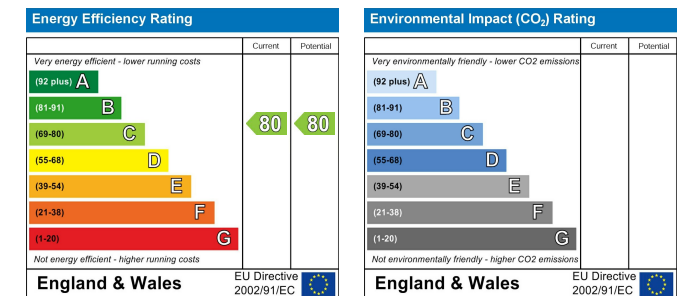 Energy Efficiency Rating
Current Potential
Very energy efficient - lower running costs
(92 plus) A
(81-91) B
(69-80) C
80 80
(55-68) D
(39-54) E
(21-38) F
(1-20) G
Not energy efficient - higher running costs
England & Wales
EU Directive
2002/91/EC
Environmental Impact (CO2) Rating
Current Potential
Very environmentally friendly - lower CO2 emissions
(92 plus) A
(81-91) B
(69-80) C
(55-68) D
(39-54) E
(21-38) F
(1-20) G
Not environmentally friendly - higher CO2 emissions
England & Wales
EU Directive
2002/91/EC